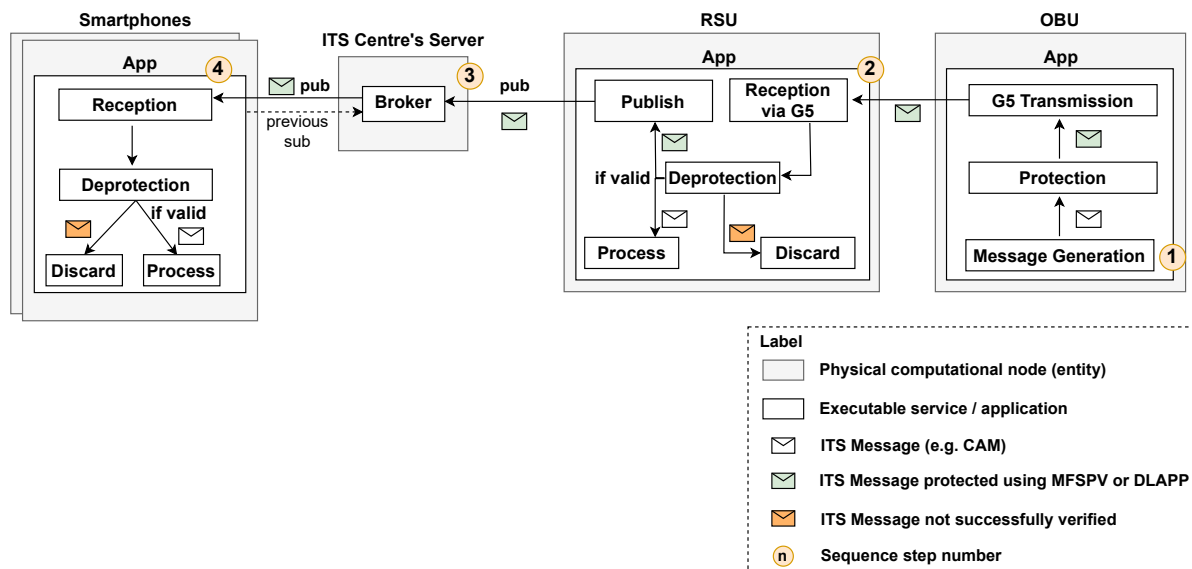 Smartphones
App
4
Reception
Deprotection
if valid
Discard
Process
pub
previous
sub
ITS Centre's Server
3
Broker
pub
RSU
App
2
Publish
Reception
via G5
if valid
Deprotection
Process
Discard
OBU
App
G5 Transmission
Protection
Message Generation
1
Label
Physical computational node (entity)
Executable service / application
ITS Message (e.g. CAM)
ITS Message protected using MFSPV or DLAPP
ITS Message not successfully verified
n
Sequence step number